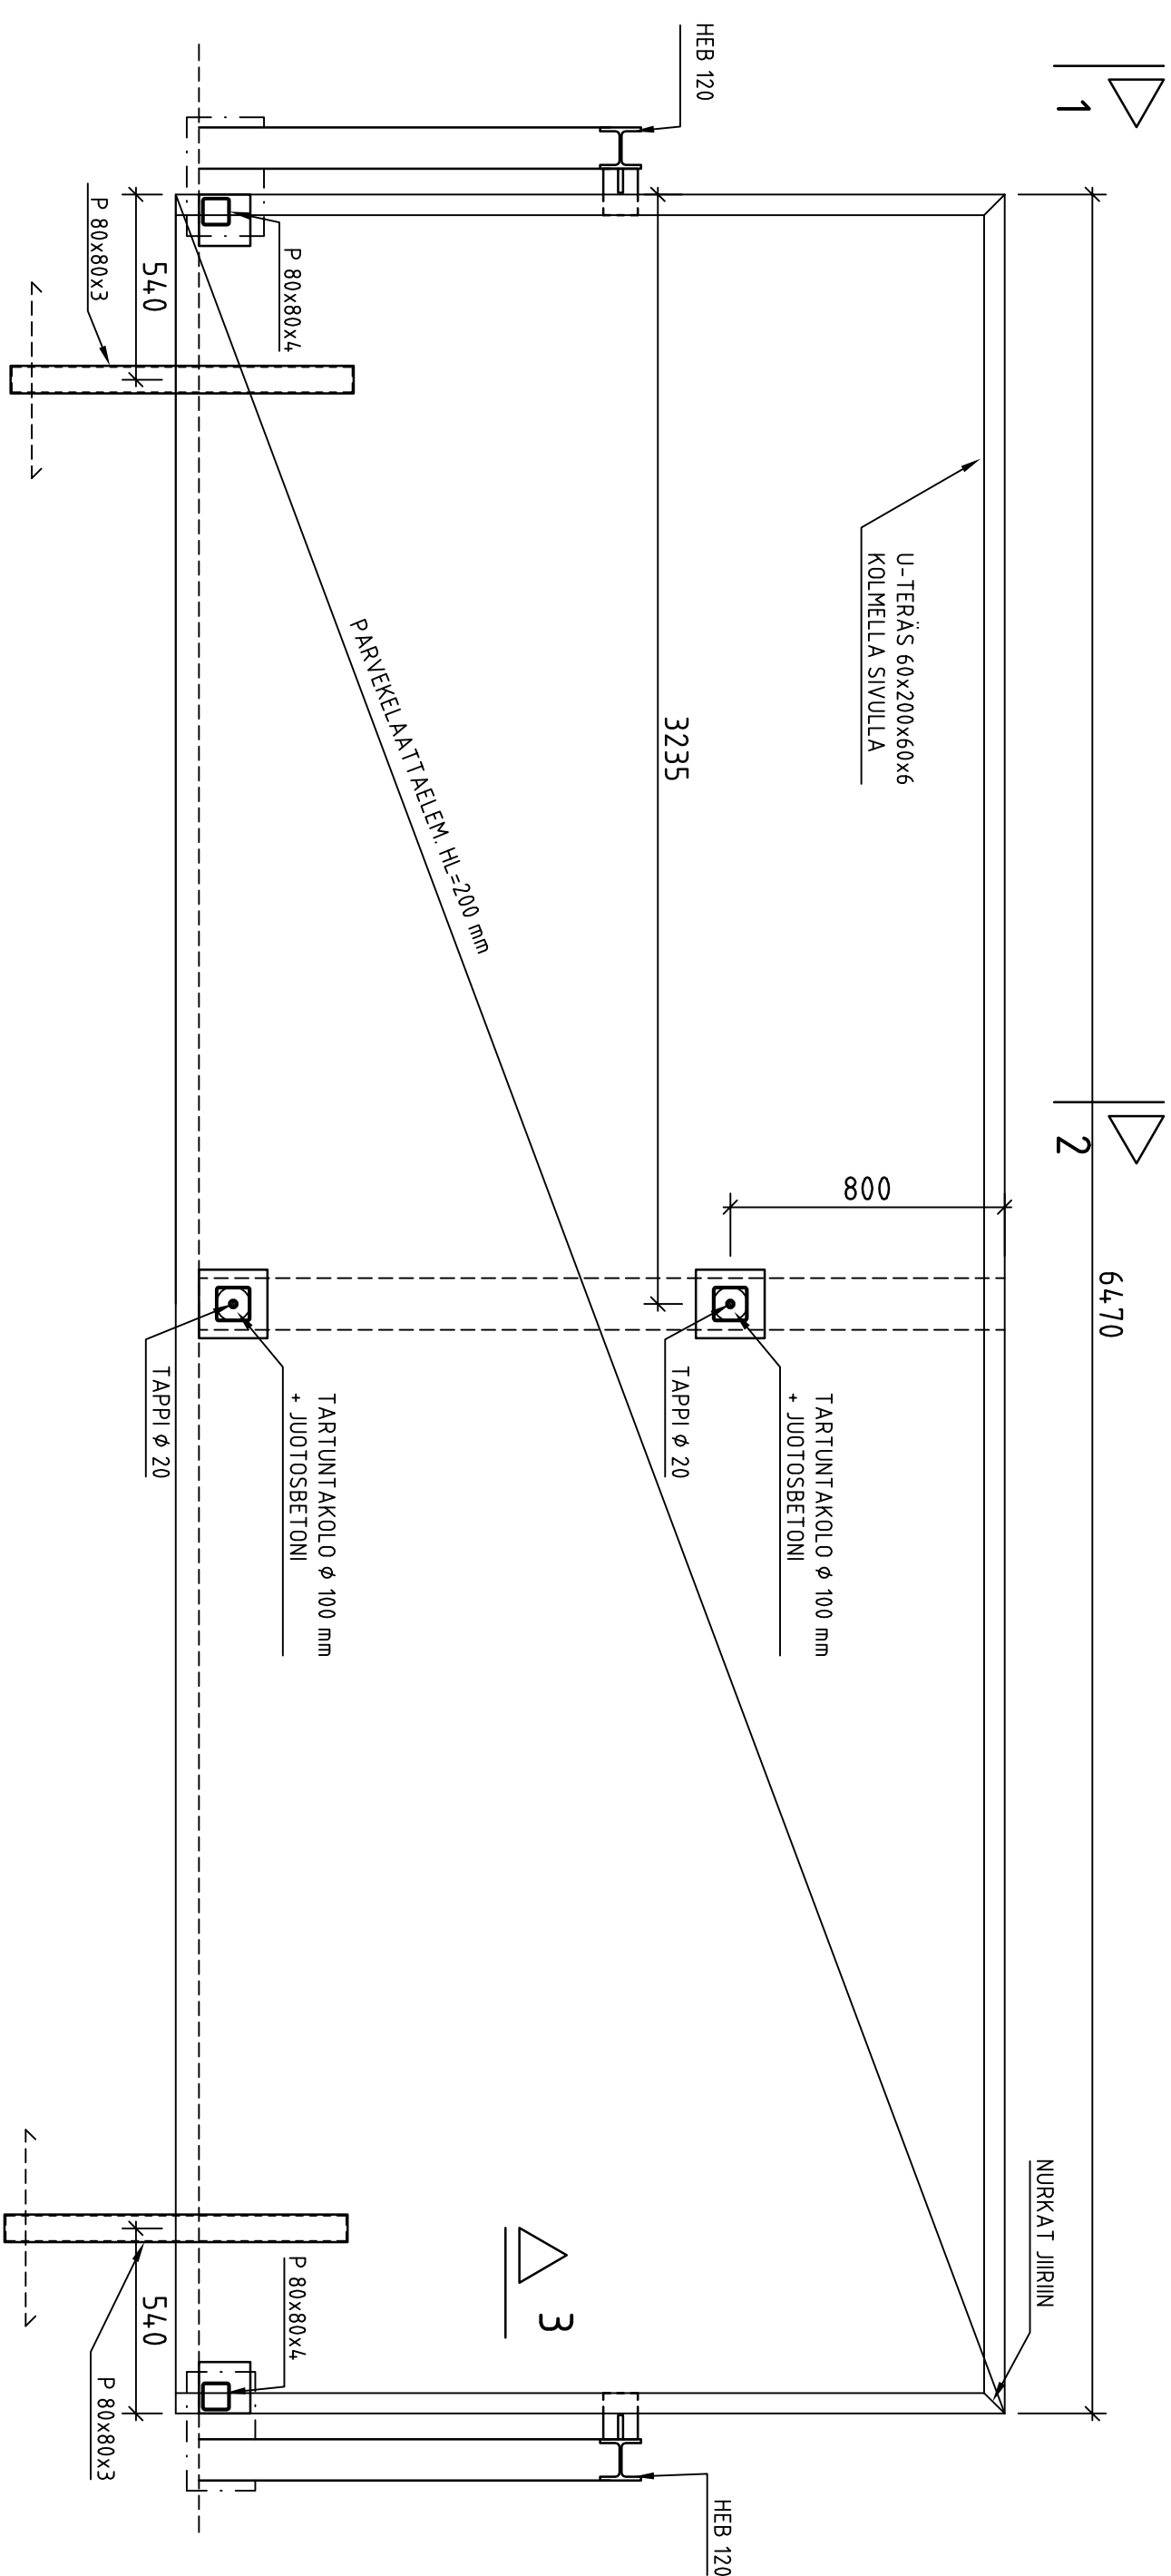 1
2
6470
HEB 120
P 80x80x4
P 80x80x3
540
U-TERÄS 60x200x60x6
KOLMELLA SIVULLA
3235
PARVEKELAATTAELEM. HL=200 mm
800
TARTUNTAKOLO Ø 100 mm
+ JUOTOSBETONI
TAPPI Ø 20
TARTUNTAKOLO Ø 100 mm
+ JUOTOSBETONI
TAPPI Ø 20
NURKAT JIIRIIN
3
P 80x80x4
540
P 80x80x3
HEB 120